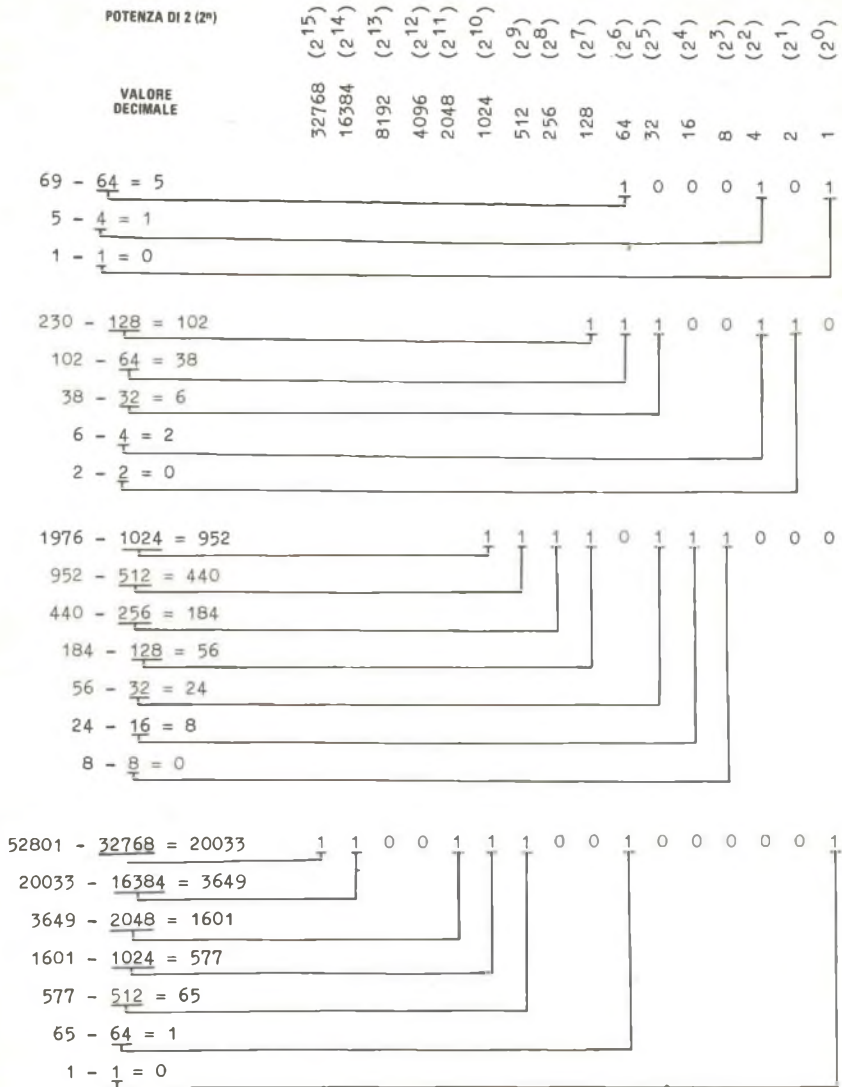 POTENZA DI 2 (2ⁿ) (2¹⁵) (2¹⁴) (2¹³) (2¹²) (2¹¹) (2¹⁰) (2⁹) (2⁸) (2⁷) (2⁶) (2⁵) (2⁴) (2³) (2²) (2¹) (2⁰)
VALORE
DECIMALE 32768 16384 8192 4096 2048 1024 512 256 128 64 32 16 8 4 2 1
69 - 64 = 5 1 0 0 0 1 0 1
5 - 4 = 1
1 - 1 = 0
230 - 128 = 102 1 1 1 0 0 1 1 0
102 - 64 = 38
38 - 32 = 6
6 - 4 = 2
2 - 2 = 0
1976 - 1024 = 952 1 1 1 1 0 1 1 1 0 0 0
952 - 512 = 440
440 - 256 = 184
184 - 128 = 56
56 - 32 = 24
24 - 16 = 8
8 - 8 = 0
52801 - 32768 = 20033 1 1 0 0 1 1 1 0 0 1 0 0 0 0 0 1
20033 - 16384 = 3649
3649 - 2048 = 1601
1601 - 1024 = 577
577 - 512 = 65
65 - 64 = 1
1 - 1 = 0